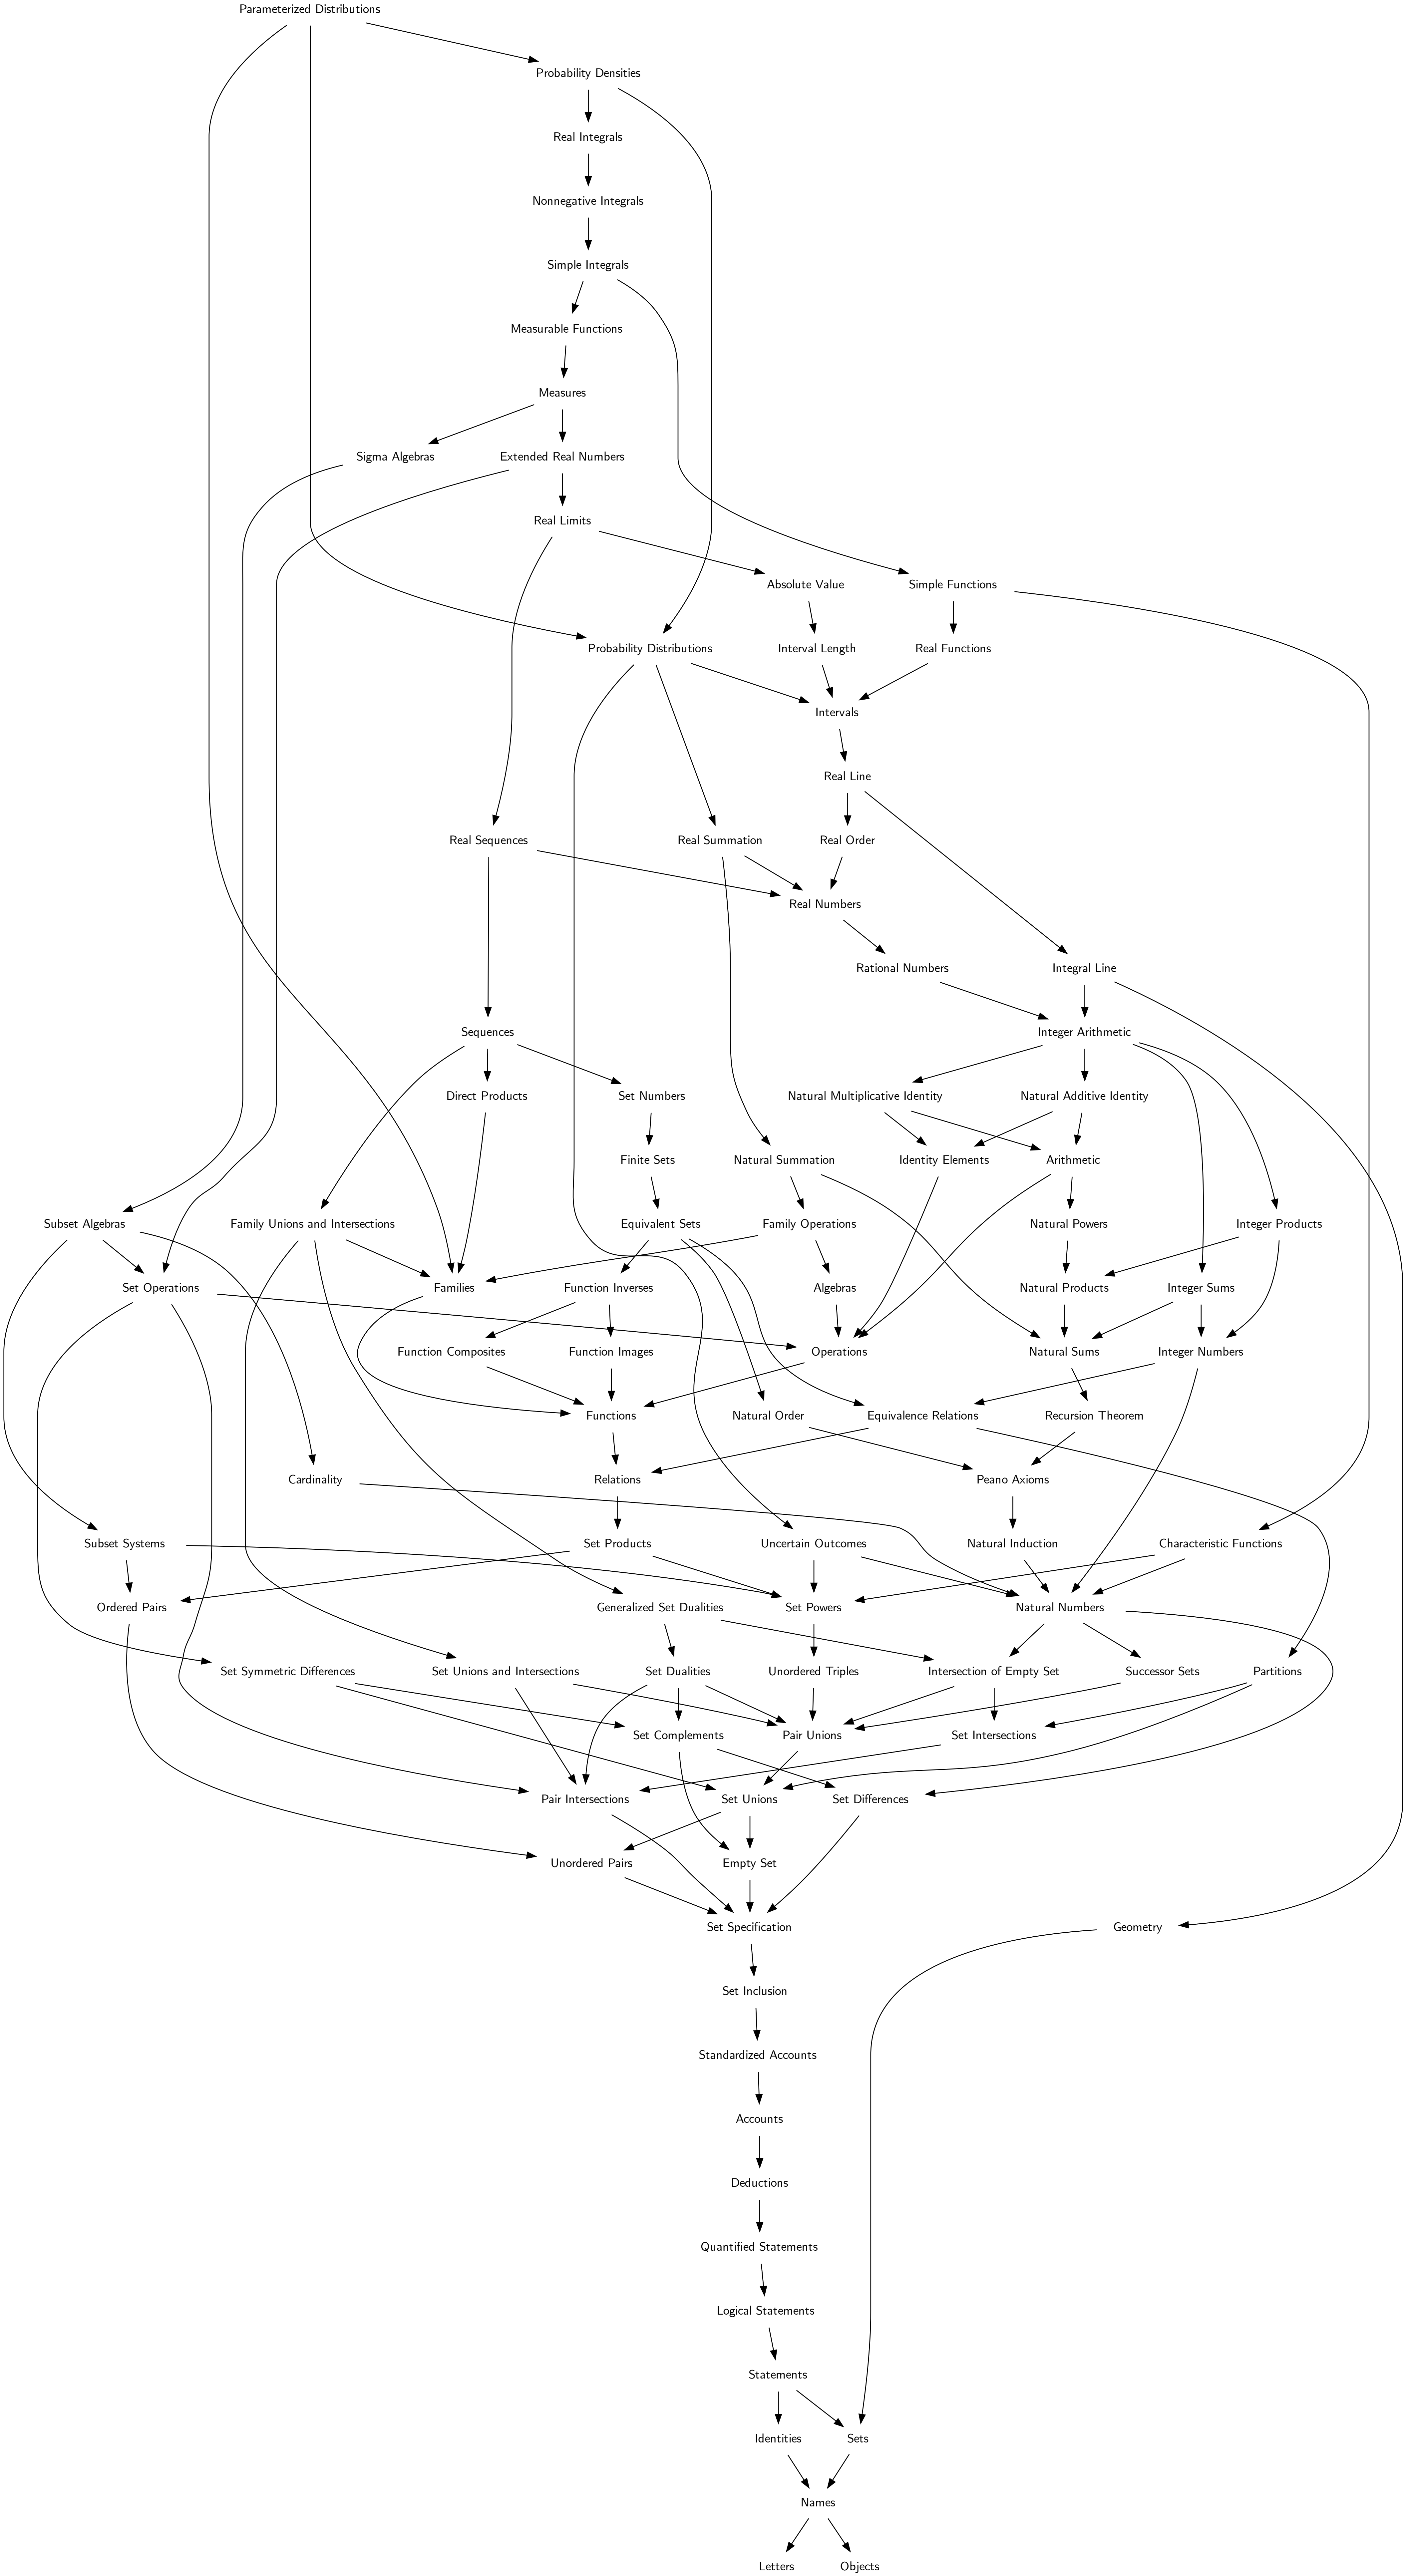 Parameterized Distributions
Probability Densities
Real Integrals
Nonnegative Integrals
Simple Integrals
Measurable Functions
Measures
Sigma Algebras
Extended Real Numbers
Real Limits
Absolute Value
Simple Functions
Probability Distributions
Interval Length
Real Functions
Intervals
Real Line
Real Sequences
Real Summation
Real Order
Real Numbers
Rational Numbers
Integral Line
Sequences
Integer Arithmetic
Direct Products
Set Numbers
Natural Multiplicative Identity
Natural Additive Identity
Finite Sets
Natural Summation
Identity Elements
Arithmetic
Subset Algebras
Family Unions and Intersections
Equivalent Sets
Family Operations
Natural Powers
Integer Products
Set Operations
Families
Function Inverses
Algebras
Natural Products
Integer Sums
Function Composites
Function Images
Operations
Natural Sums
Integer Numbers
Functions
Natural Order
Equivalence Relations
Recursion Theorem
Cardinality
Relations
Peano Axioms
Subset Systems
Set Products
Uncertain Outcomes
Natural Induction
Characteristic Functions
Ordered Pairs
Generalized Set Dualities
Set Powers
Natural Numbers
Set Symmetric Differences
Set Unions and Intersections
Set Dualities
Unordered Triples
Intersection of Empty Set
Successor Sets
Partitions
Set Complements
Pair Unions
Set Intersections
Pair Intersections
Set Unions
Set Differences
Unordered Pairs
Empty Set
Set Specification
Geometry
Set Inclusion
Standardized Accounts
Accounts
Deductions
Quantified Statements
Logical Statements
Statements
Identities
Sets
Names
Letters
Objects